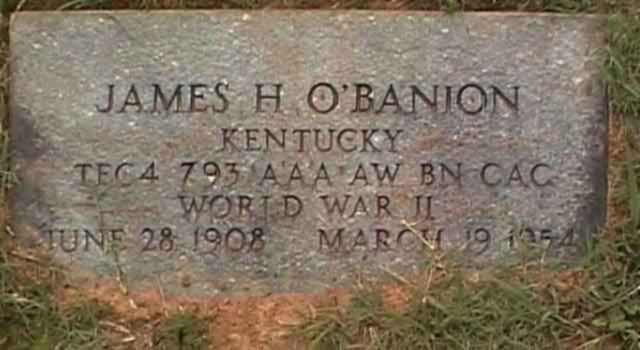 JAMES H O'BANION
KENTUCKY
TEC4 793 AAA AW BN CAC
WORLD WAR II
JUNE 28 1908 MARCH 19 1954